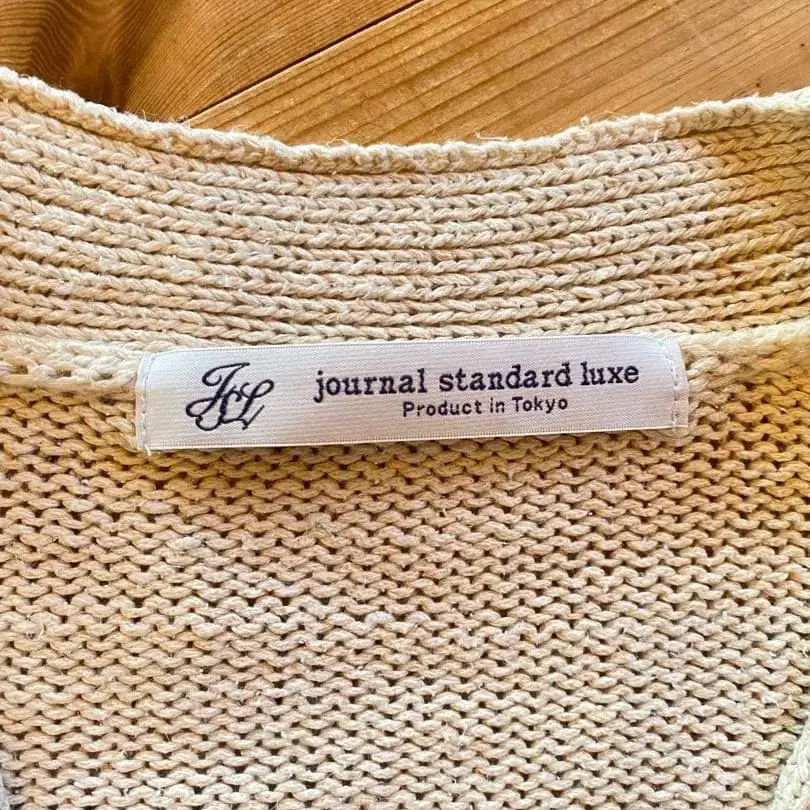 JSL
journal standard luxe
Product in Tokyo